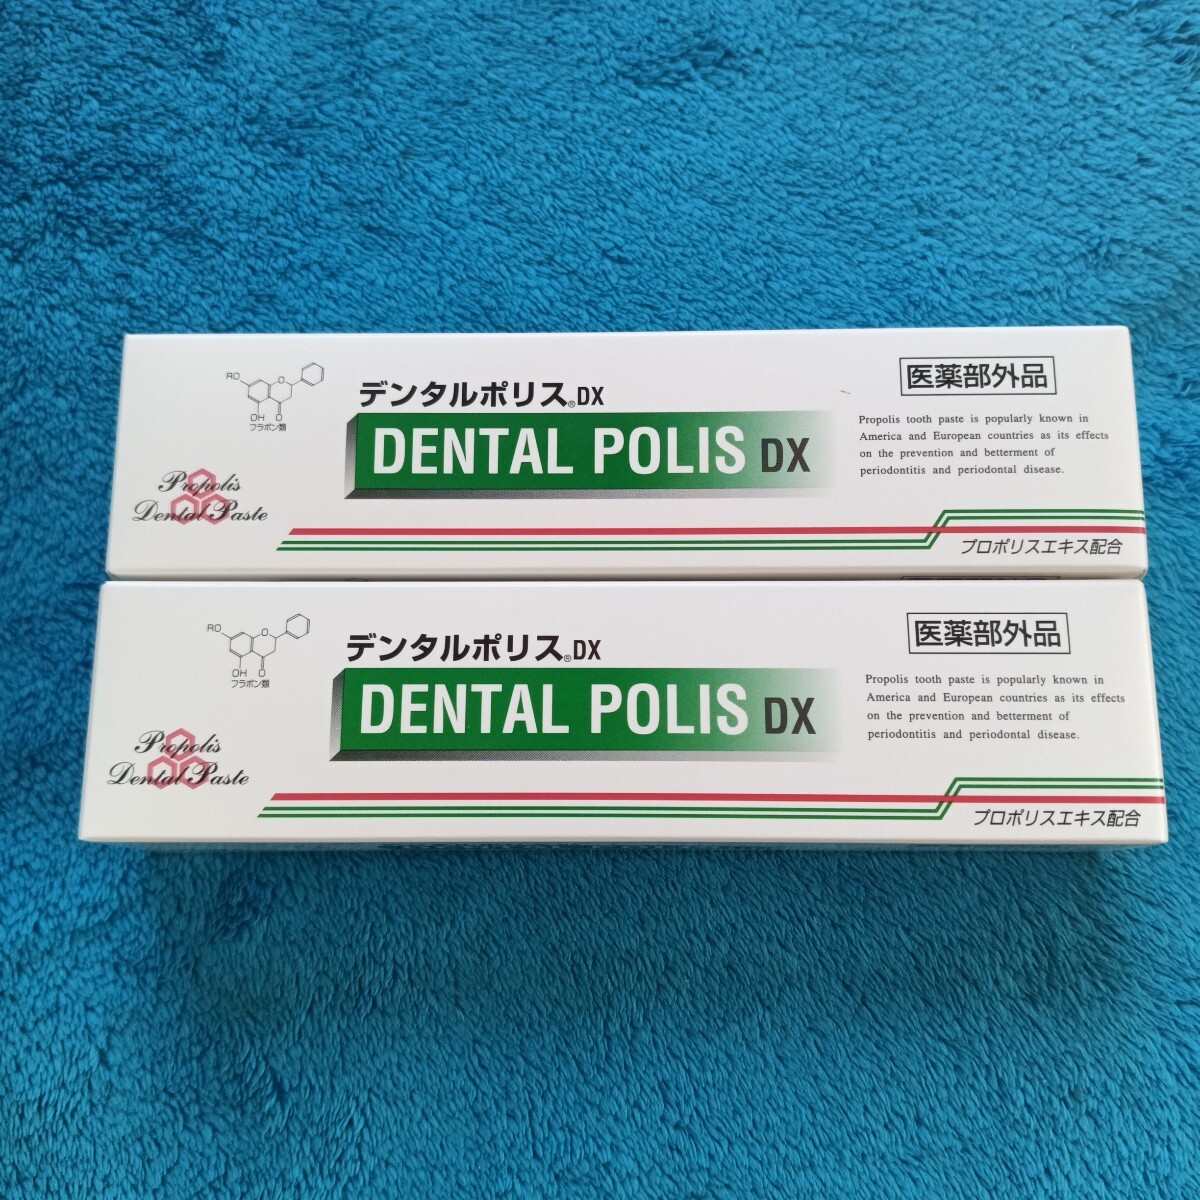 RO
O
OH O
フラボン類
Propolis
Dental Paste
デンタルポリス®DX
DENTAL POLIS DX
医薬部外品
Propolis tooth paste is popularly known in
America and European countries as its effects
on the prevention and betterment of
periodontitis and periodontal disease.
プロポリスエキス配合
RO
O
OH O
フラボン類
Propolis
Dental Paste
デンタルポリス®DX
DENTAL POLIS DX
医薬部外品
Propolis tooth paste is popularly known in
America and European countries as its effects
on the prevention and betterment of
periodontitis and periodontal disease.
プロポリスエキス配合